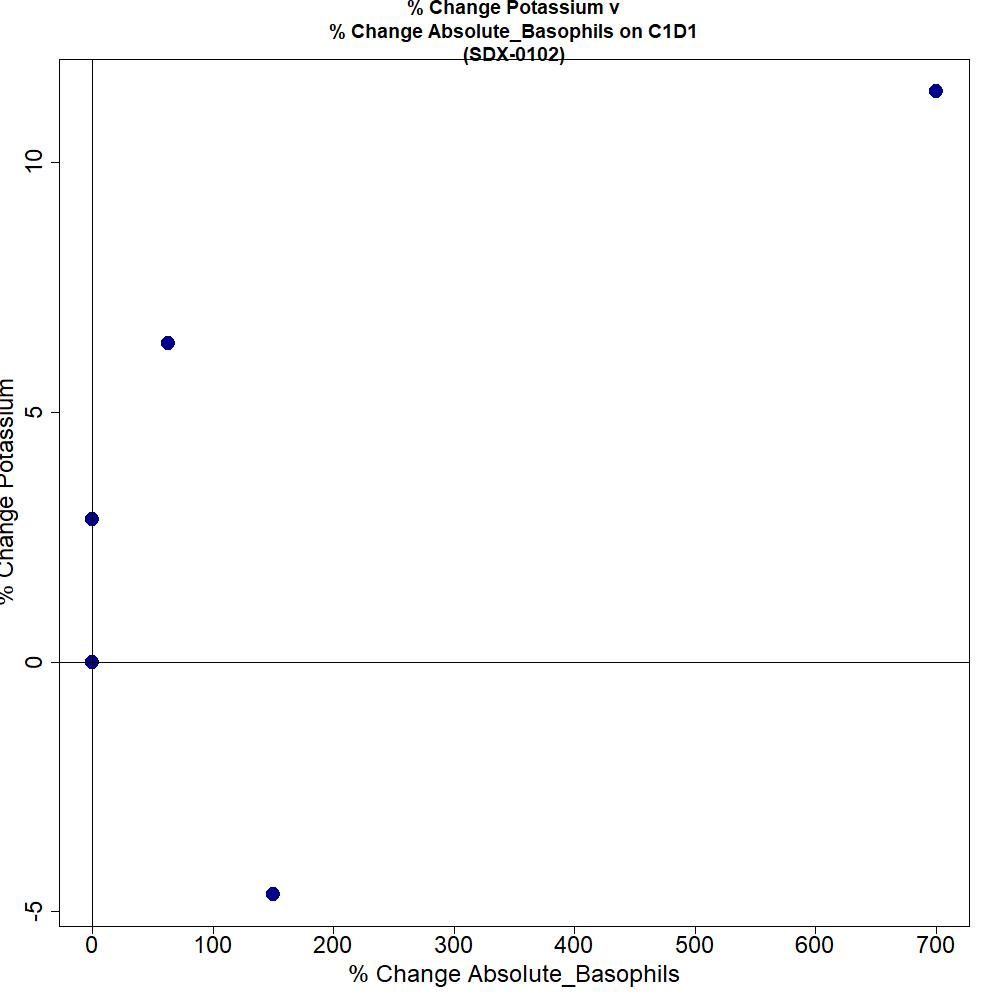 % Change Potassium v
% Change Absolute_Basophils on C1D1
(SDX-0102)
% Change Potassium
10
5
0
-5
0 100 200 300 400 500 600 700
% Change Absolute_Basophils